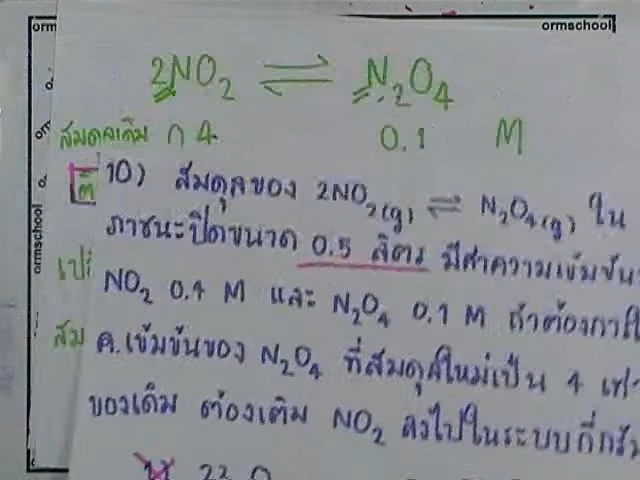 ormschool
2NO2 ⇌ N2O4
สมดุลเดิม 0.4 0.1 M
10) สมดุลของ 2NO2(g) ⇌ N2O4(g) ใน
ภาชนะปิดขนาด 0.5 ลิตร มีค่าความเข้มข้น
NO2 0.4 M และ N2O4 0.1 M ถ้าต้องการใ
ค.เข้มข้นของ N2O4 ที่สมดุลใหม่เป็น 4 เท่า
ของเดิม ต้องเติม NO2 ลงไปในระบบกี่กรัม
ormschool